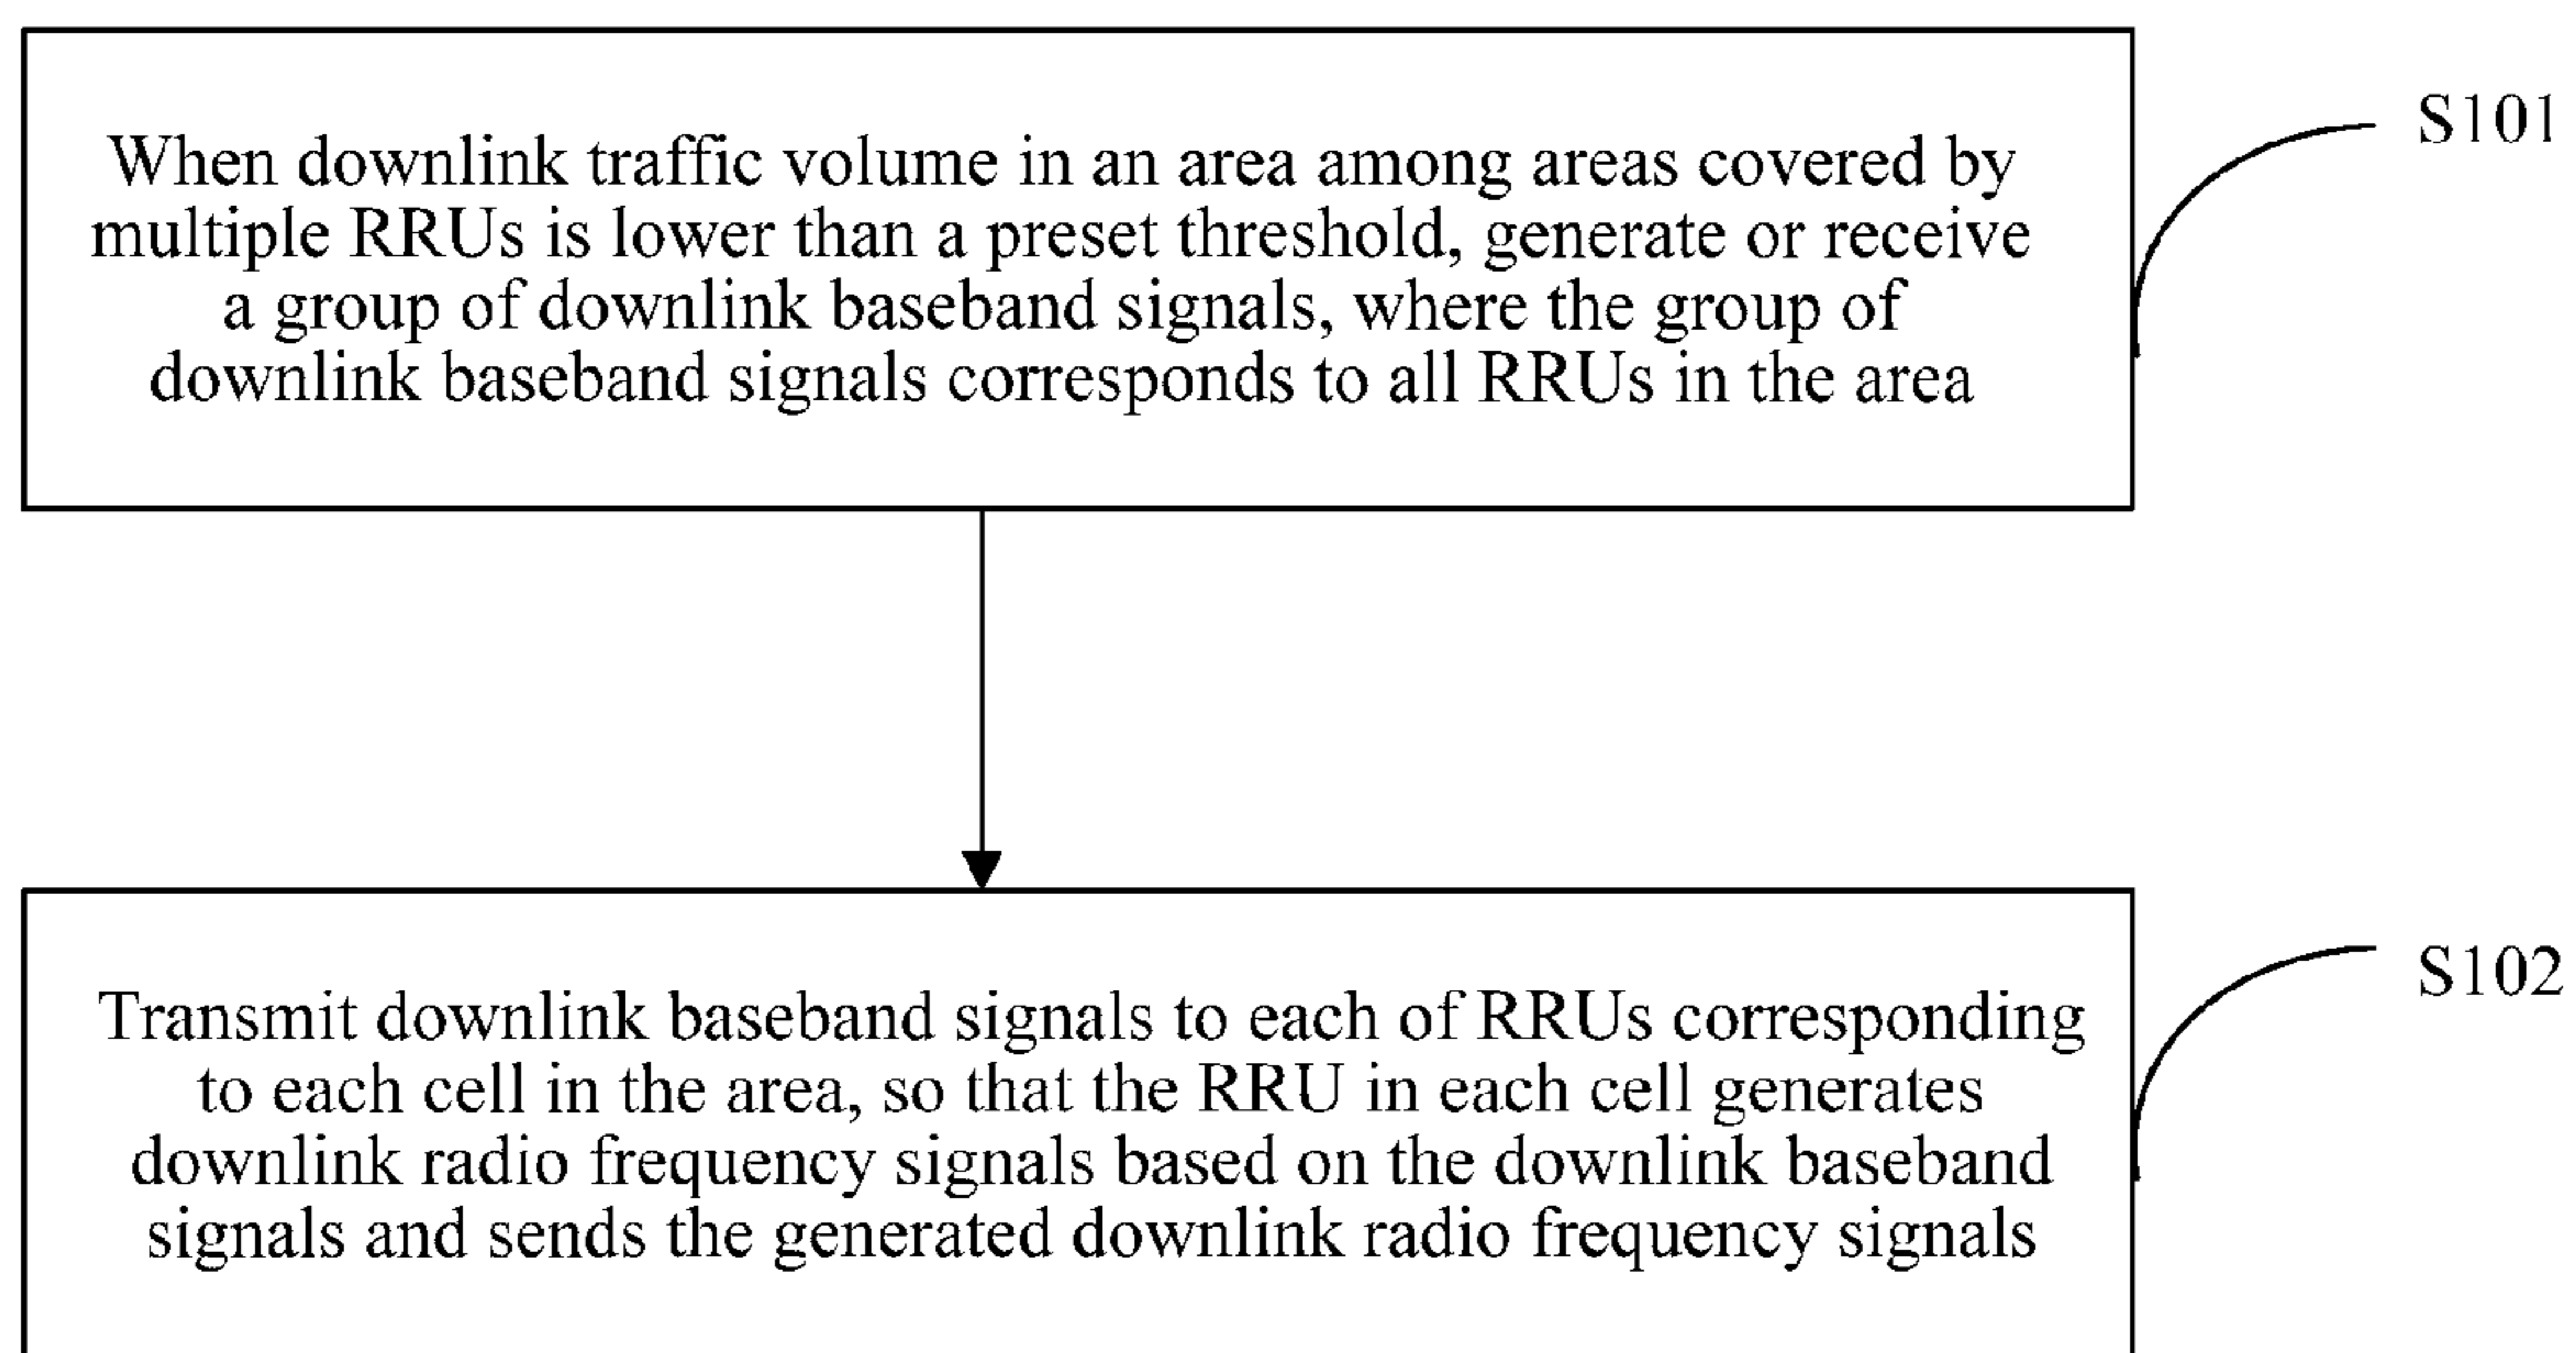 When downlink traffic volume in an area among areas covered by
multiple RRUs is lower than a preset threshold, generate or receive
a group of downlink baseband signals, where the group of
downlink baseband signals corresponds to all RRUs in the area
S101
Transmit downlink baseband signals to each of RRUs corresponding
to each cell in the area, so that the RRU in each cell generates
downlink radio frequency signals based on the downlink baseband
signals and sends the generated downlink radio frequency signals
S102